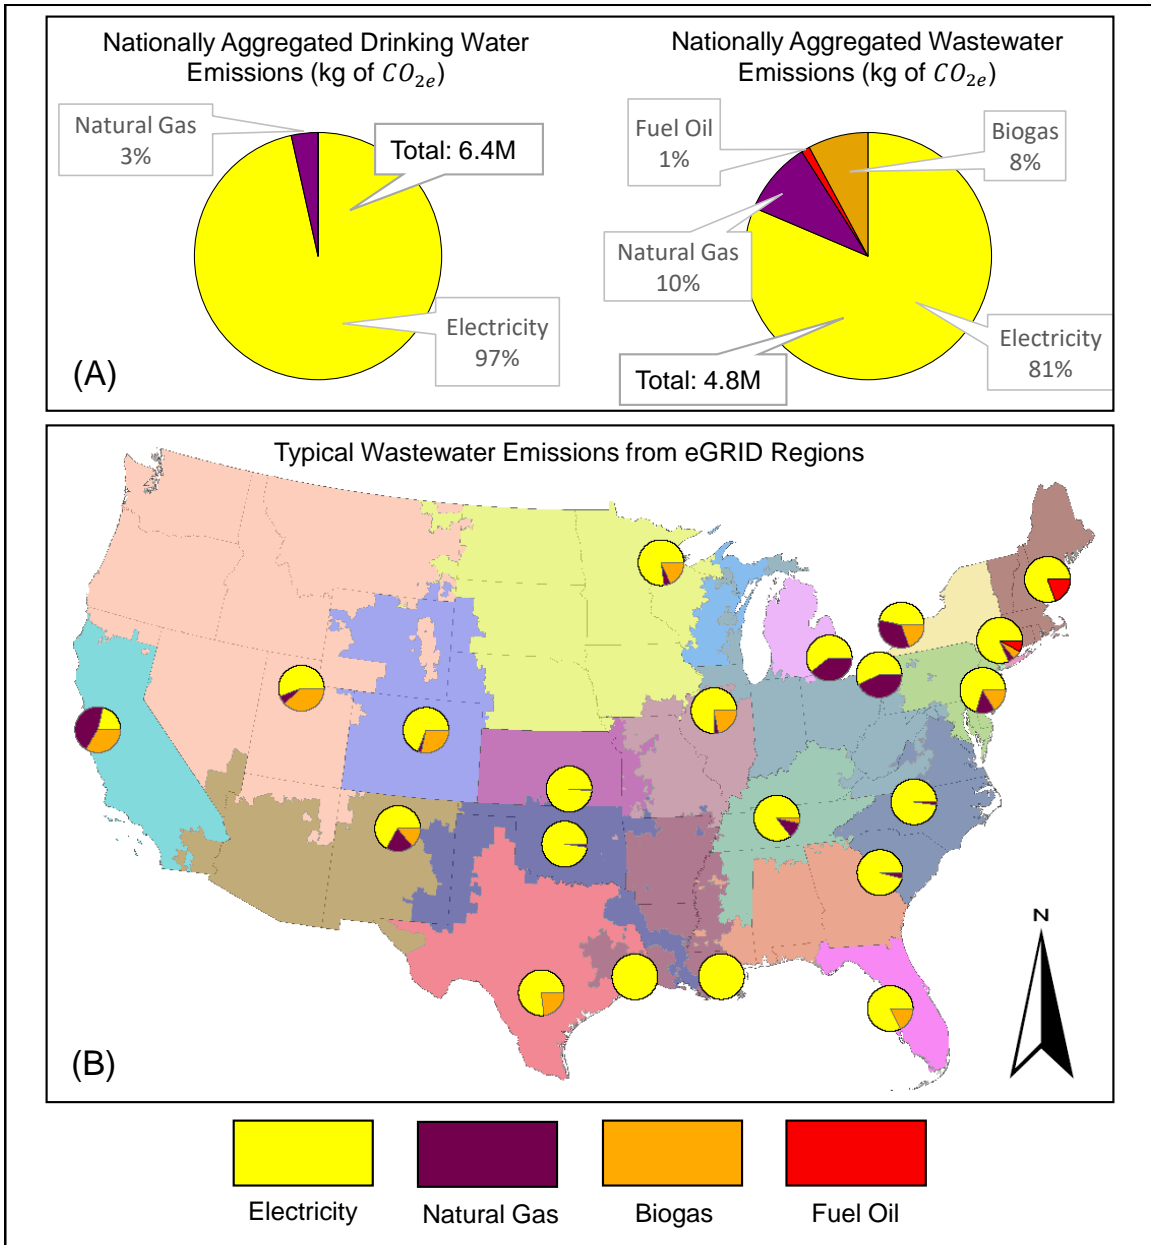 Nationally Aggregated Drinking Water
Emissions (kg of CO2e)
Natural Gas
3%
Total: 6.4M
Electricity
97%
(A)
Nationally Aggregated Wastewater
Emissions (kg of CO2e)
Fuel Oil
1%
Biogas
8%
Natural Gas
10%
Electricity
81%
Total: 4.8M
Typical Wastewater Emissions from eGRID Regions
N
(B)
Electricity
Natural Gas
Biogas
Fuel Oil